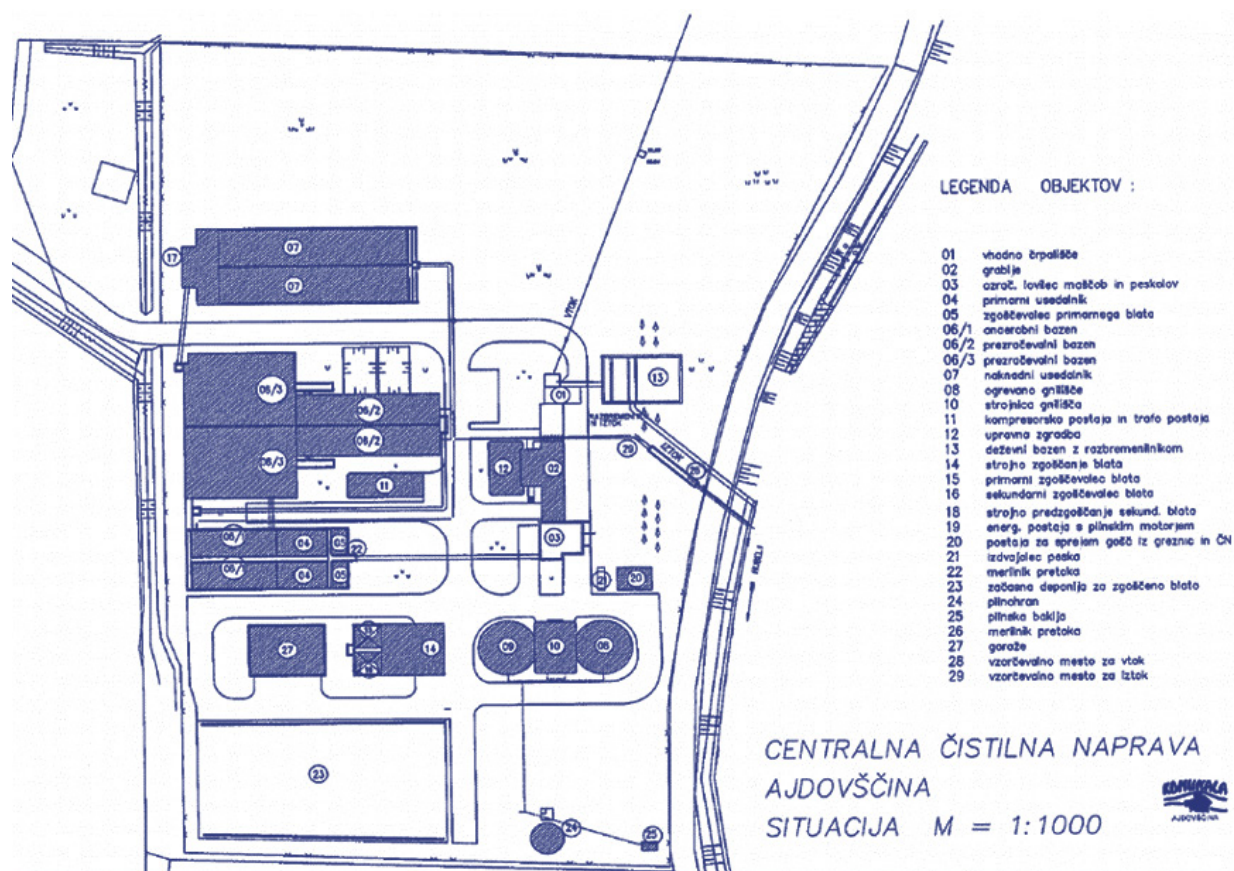 LEGENDA OBJEKTOV :
01 vhodno črpališče
02 grablje
03 ozrač. lovilec maščob in peskolov
04 primarni usedalnik
05 zgoščevalec primarnega blata
06/1 anaerobni bazen
06/2 prezračevalni bazen
06/3 prezračevalni bazen
07 naknadni usedalnik
08 ogrevano gnilišče
10 strojnica gnilišča
11 kompresorska postaja in trafo postaja
12 upravna zgradba
13 deževni bazen z razbremenilnikom
14 strojno zgoščanje blata
15 primarni zgoščevalec blata
16 sekundarni zgoščevalec blata
18 strojno predzgoščanje sekund. blata
19 energ. postaja s plinskim motorjem
20 postaja za sprejem gošč iz greznic in ČN
21 izdvajalec peska
22 merilnik pretoka
23 začasna deponija za zgoščeno blato
24 plinohran
25 plinska baklja
26 merilnik pretoka
27 garaže
28 vzorčevalno mesto za vtok
29 vzorčevalno mesto za iztok
CENTRALNA ČISTILNA NAPRAVA
AJDOVŠČINA
SITUACIJA M = 1:1000
KOMUNALA
AJDOVŠČINA
07
17
07
VTOK
13
06/3
01
06/2
06/2
IZTOK
29
06/3
12
02
11
HUBELJ
03
04
05
22
04
05
21
20
27
14
09
10
08
23
24
25